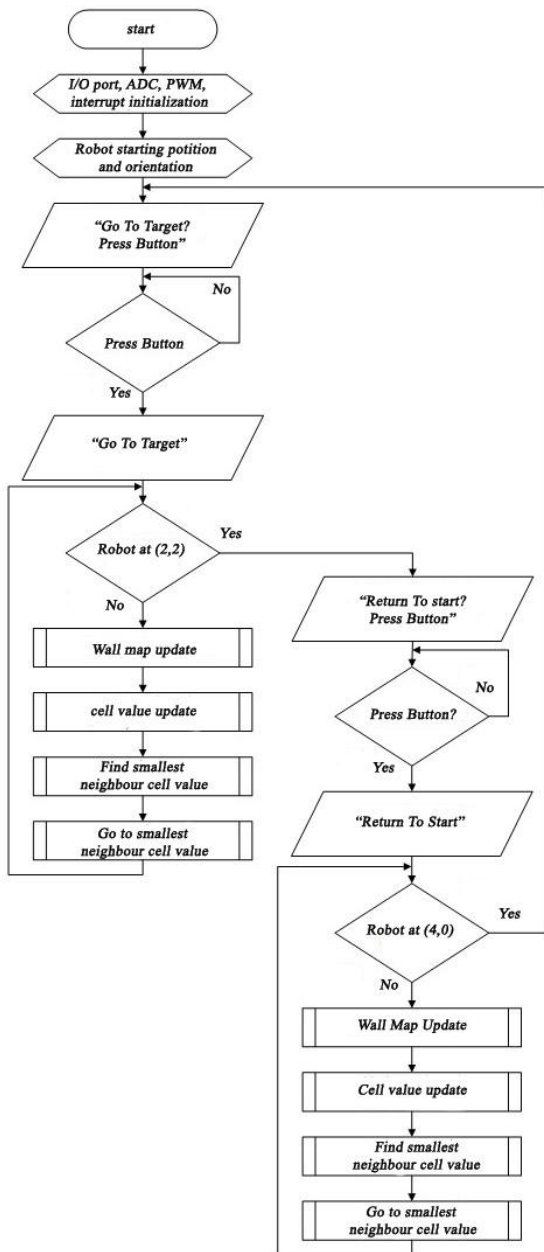 start
I/O port, ADC, PWM,
interrupt initialization
Robot starting potition
and orientation
“Go To Target?
Press Button”
No
Press Button
Yes
“Go To Target”
Robot at (2,2)
Yes
No
Wall map update
cell value update
Find smallest
neighbour cell value
Go to smallest
neighbour cell value
“Return To start?
Press Button”
No
Press Button?
Yes
“Return To Start”
Robot at (4,0)
Yes
No
Wall Map Update
Cell value update
Find smallest
neighbour cell value
Go to smallest
neighbour cell value